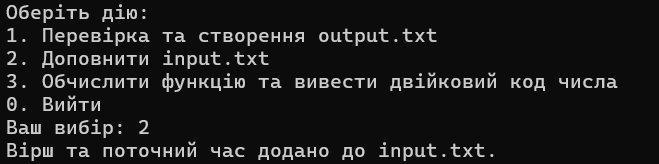 Оберіть дію:
1. Перевірка та створення output.txt
2. Доповнити input.txt
3. Обчислити функцію та вивести двійковий код числа
0. Вийти
Ваш вибір: 2
Вірш та поточний час додано до input.txt.